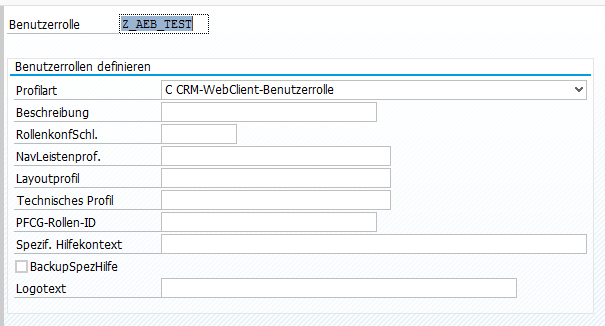 Benutzerrolle Z_AEB_TEST
Benutzerrollen definieren
Profilart C CRM-WebClient-Benutzerrolle
Beschreibung
RollenkonfSchl.
NavLeistenprof.
Layoutprofil
Technisches Profil
PFCG-Rollen-ID
Spezif. Hilfekontext
BackupSpezHilfe
Logotext